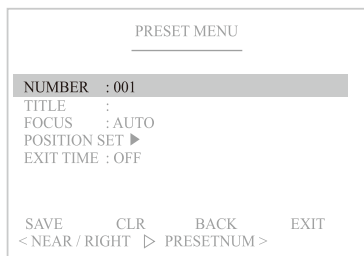 PRESET MENU
NUMBER : 001
TITLE :
FOCUS : AUTO
POSITION SET ▶
EXIT TIME : OFF
SAVE CLR BACK EXIT
< NEAR / RIGHT ▷ PRESETNUM >